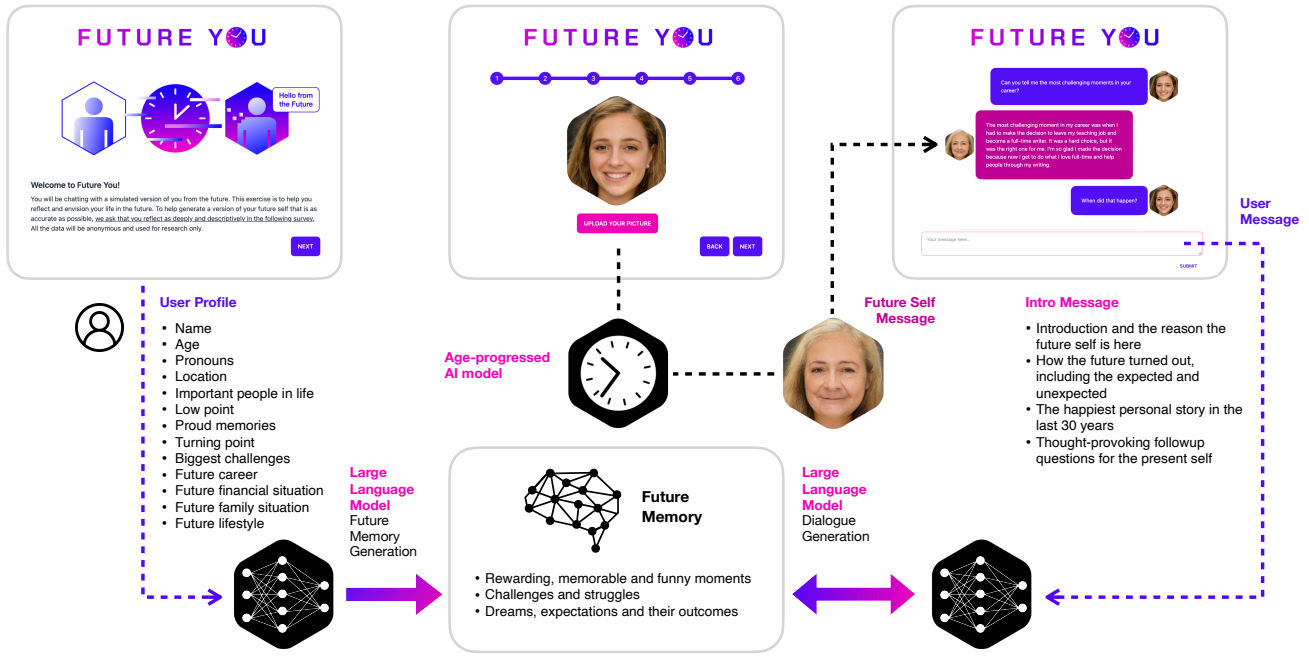 FUTURE YOU
Hello from
the Future
Welcome to Future You!
You will be chatting with a simulated version of you from the future. This exercise is to help you
reflect and envision your life in the future. To help generate a version of your future self that is as
accurate as possible, we ask that you reflect as deeply and descriptively in the following survey.
All the data will be anonymous and used for research only.
NEXT
FUTURE YOU
1 2 3 4 5 6
UPLOAD YOUR PICTURE
BACK NEXT
FUTURE YOU
Can you tell me the most challenging moments in your
career?
The most challenging moment in my career was when I
had to make the decision to leave my teaching job and
become a full-time writer. It was a hard choice, but it
was the right one for me. I'm so glad I made the decision
because now I get to do what I love full-time and help
people through my writing.
When did that happen?
Your message here...
SUBMIT
User
Message
User Profile
• Name
• Age
• Pronouns
• Location
• Important people in life
• Low point
• Proud memories
• Turning point
• Biggest challenges
• Future career
• Future financial situation
• Future family situation
• Future lifestyle
Age-progressed
AI model
Future Self
Message
Intro Message
• Introduction and the reason the
future self is here
• How the future turned out,
including the expected and
unexpected
• The happiest personal story in the
last 30 years
• Thought-provoking followup
questions for the present self
Large
Language
Model
Future
Memory
Generation
Future
Memory
• Rewarding, memorable and funny moments
• Challenges and struggles
• Dreams, expectations and their outcomes
Large
Language
Model
Dialogue
Generation